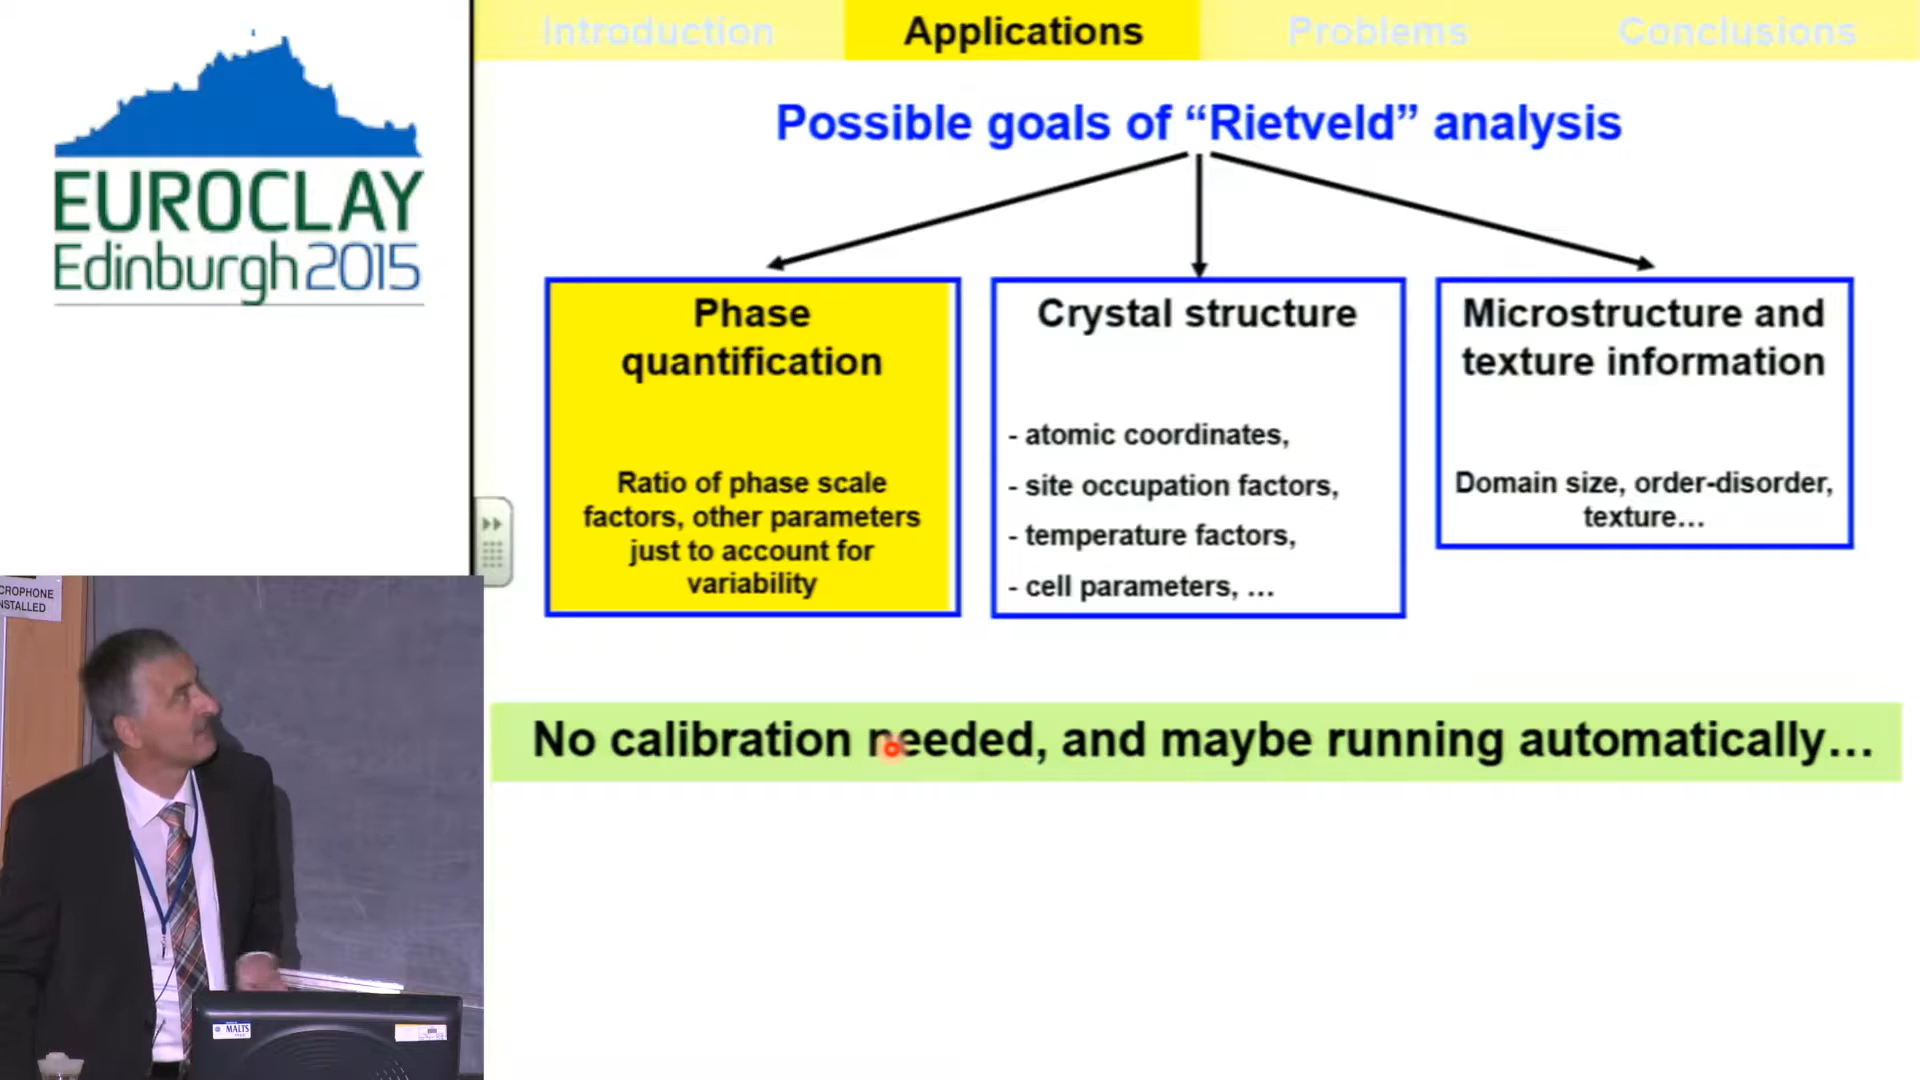 Introduction
Applications
Problems
Conclusions
EUROCLAY
Edinburgh 2015
Possible goals of “Rietveld” analysis
Phase
quantification
Ratio of phase scale
factors, other parameters
just to account for
variability
Crystal structure
- atomic coordinates,
- site occupation factors,
- temperature factors,
- cell parameters, ...
Microstructure and
texture information
Domain size, order-disorder,
texture...
No calibration needed, and maybe running automatically...
CROPHONE
NSTALLED
MALTS